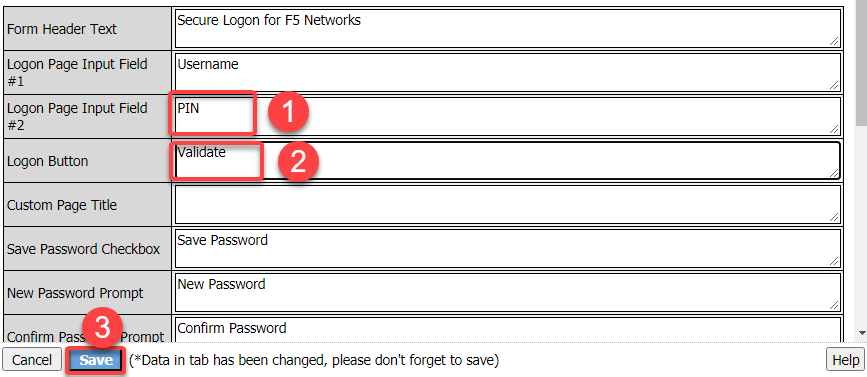 Form Header Text
Secure Logon for F5 Networks
Logon Page Input Field
#1
Username
Logon Page Input Field
#2
PIN
1
Logon Button
Validate
2
Custom Page Title
Save Password Checkbox
Save Password
New Password Prompt
New Password
Confirm Password Prompt
Confirm Password
3
Cancel
Save
(*Data in tab has been changed, please don't forget to save)
Help